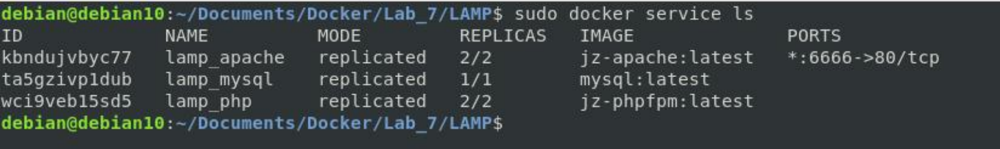 debian@debian10:~/Documents/Docker/Lab_7/LAMP$ sudo docker service ls
ID             NAME          MODE         REPLICAS   IMAGE              PORTS
kbndujvbyc77   lamp_apache   replicated   2/2        jz-apache:latest   *:6666->80/tcp
ta5gzivp1dub   lamp_mysql    replicated   1/1        mysql:latest
wci9veb15sd5   lamp_php      replicated   2/2        jz-phpfpm:latest
debian@debian10:~/Documents/Docker/Lab_7/LAMP$